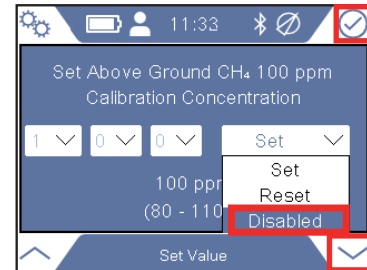 11:33
Set Above Ground CH₄ 100 ppm
Calibration Concentration
1 0 0 Set
Set
Reset
Disabled
100 ppr
(80 - 110
Set Value